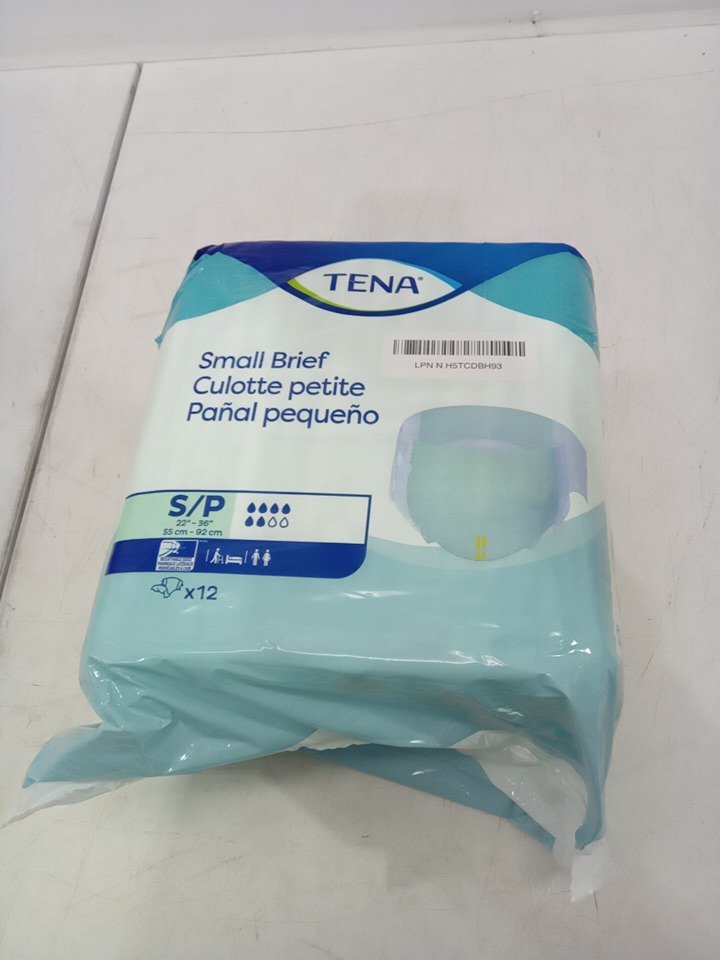 TENA®
LPN N H5TCDBH93
Small Brief
Culotte petite
Pañal pequeño
S/P
22" - 36"
55 cm - 92 cm
x12